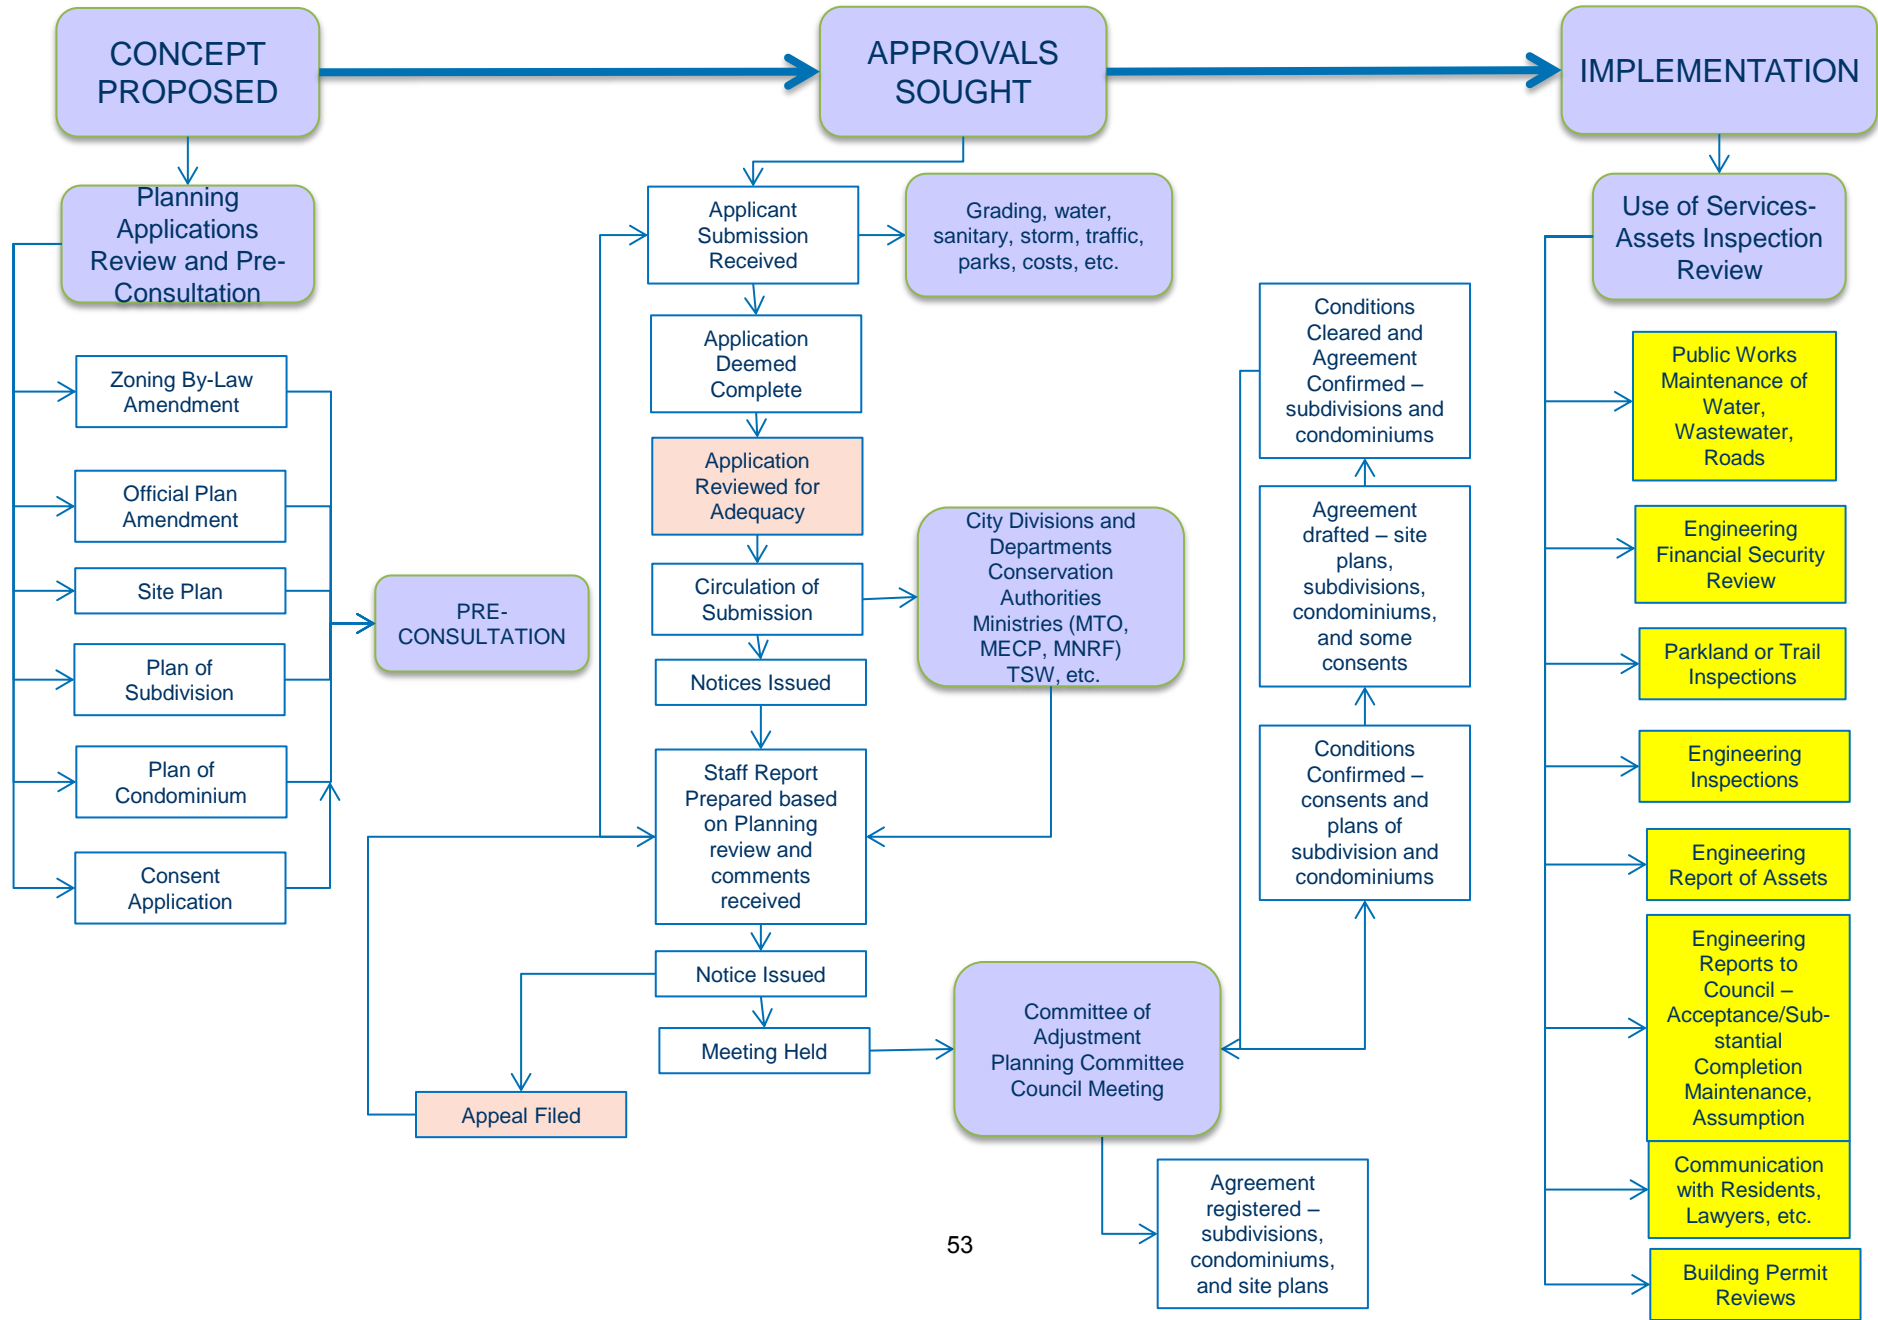 CONCEPT
PROPOSED
APPROVALS
SOUGHT
IMPLEMENTATION
Planning
Applications
Review and Pre-
Consultation
Zoning By-Law
Amendment
Official Plan
Amendment
Site Plan
Plan of
Subdivision
Plan of
Condominium
Consent
Application
PRE-
CONSULTATION
Applicant
Submission
Received
Grading, water,
sanitary, storm, traffic,
parks, costs, etc.
Application
Deemed
Complete
Application
Reviewed for
Adequacy
Circulation of
Submission
City Divisions and
Departments
Conservation
Authorities
Ministries (MTO,
MECP, MNRF)
TSW, etc.
Notices Issued
Staff Report
Prepared based
on Planning
review and
comments
received
Notice Issued
Meeting Held
Appeal Filed
Committee of
Adjustment
Planning Committee
Council Meeting
Conditions
Cleared and
Agreement
Confirmed –
subdivisions and
condominiums
Agreement
drafted – site
plans,
subdivisions,
condominiums,
and some
consents
Conditions
Confirmed –
consents and
plans of
subdivision and
condominiums
Agreement
registered –
subdivisions,
condominiums,
and site plans
Use of Services-
Assets Inspection
Review
Public Works
Maintenance of
Water,
Wastewater,
Roads
Engineering
Financial Security
Review
Parkland or Trail
Inspections
Engineering
Inspections
Engineering
Report of Assets
Engineering
Reports to
Council –
Acceptance/Sub-
stantial
Completion
Maintenance,
Assumption
Communication
with Residents,
Lawyers, etc.
Building Permit
Reviews
53